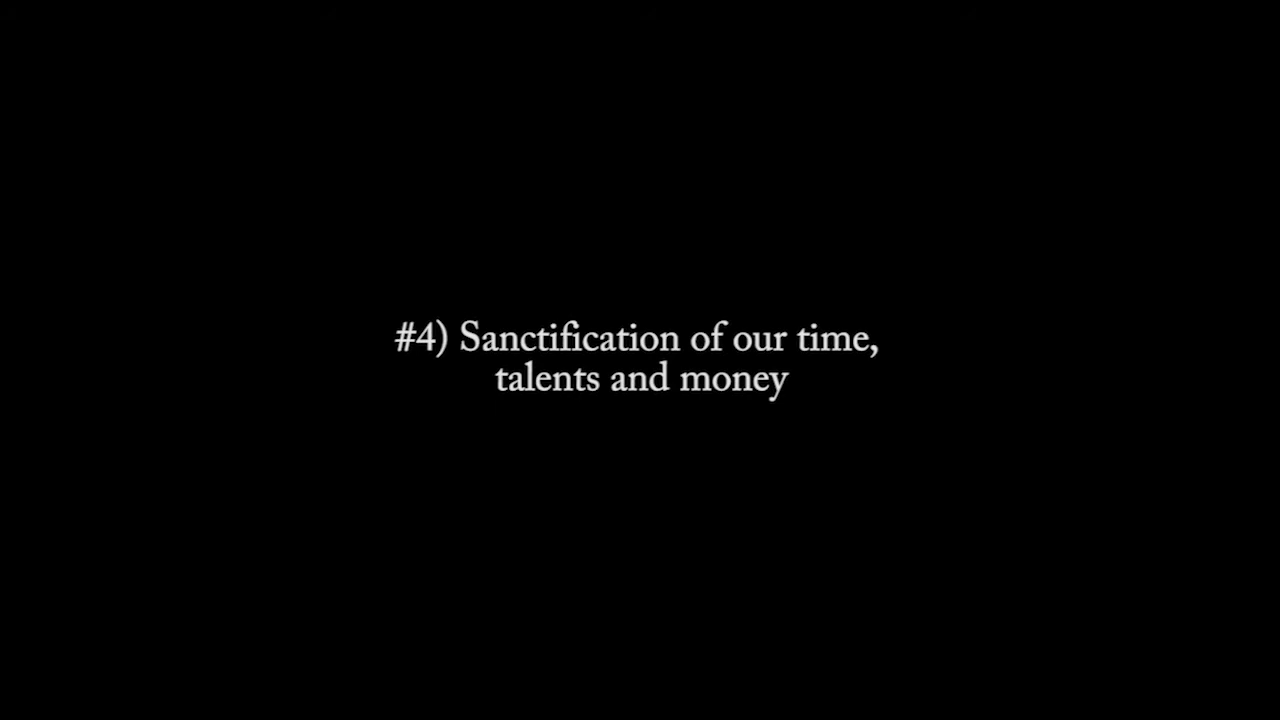 #4) Sanctification of our time,
talents and money